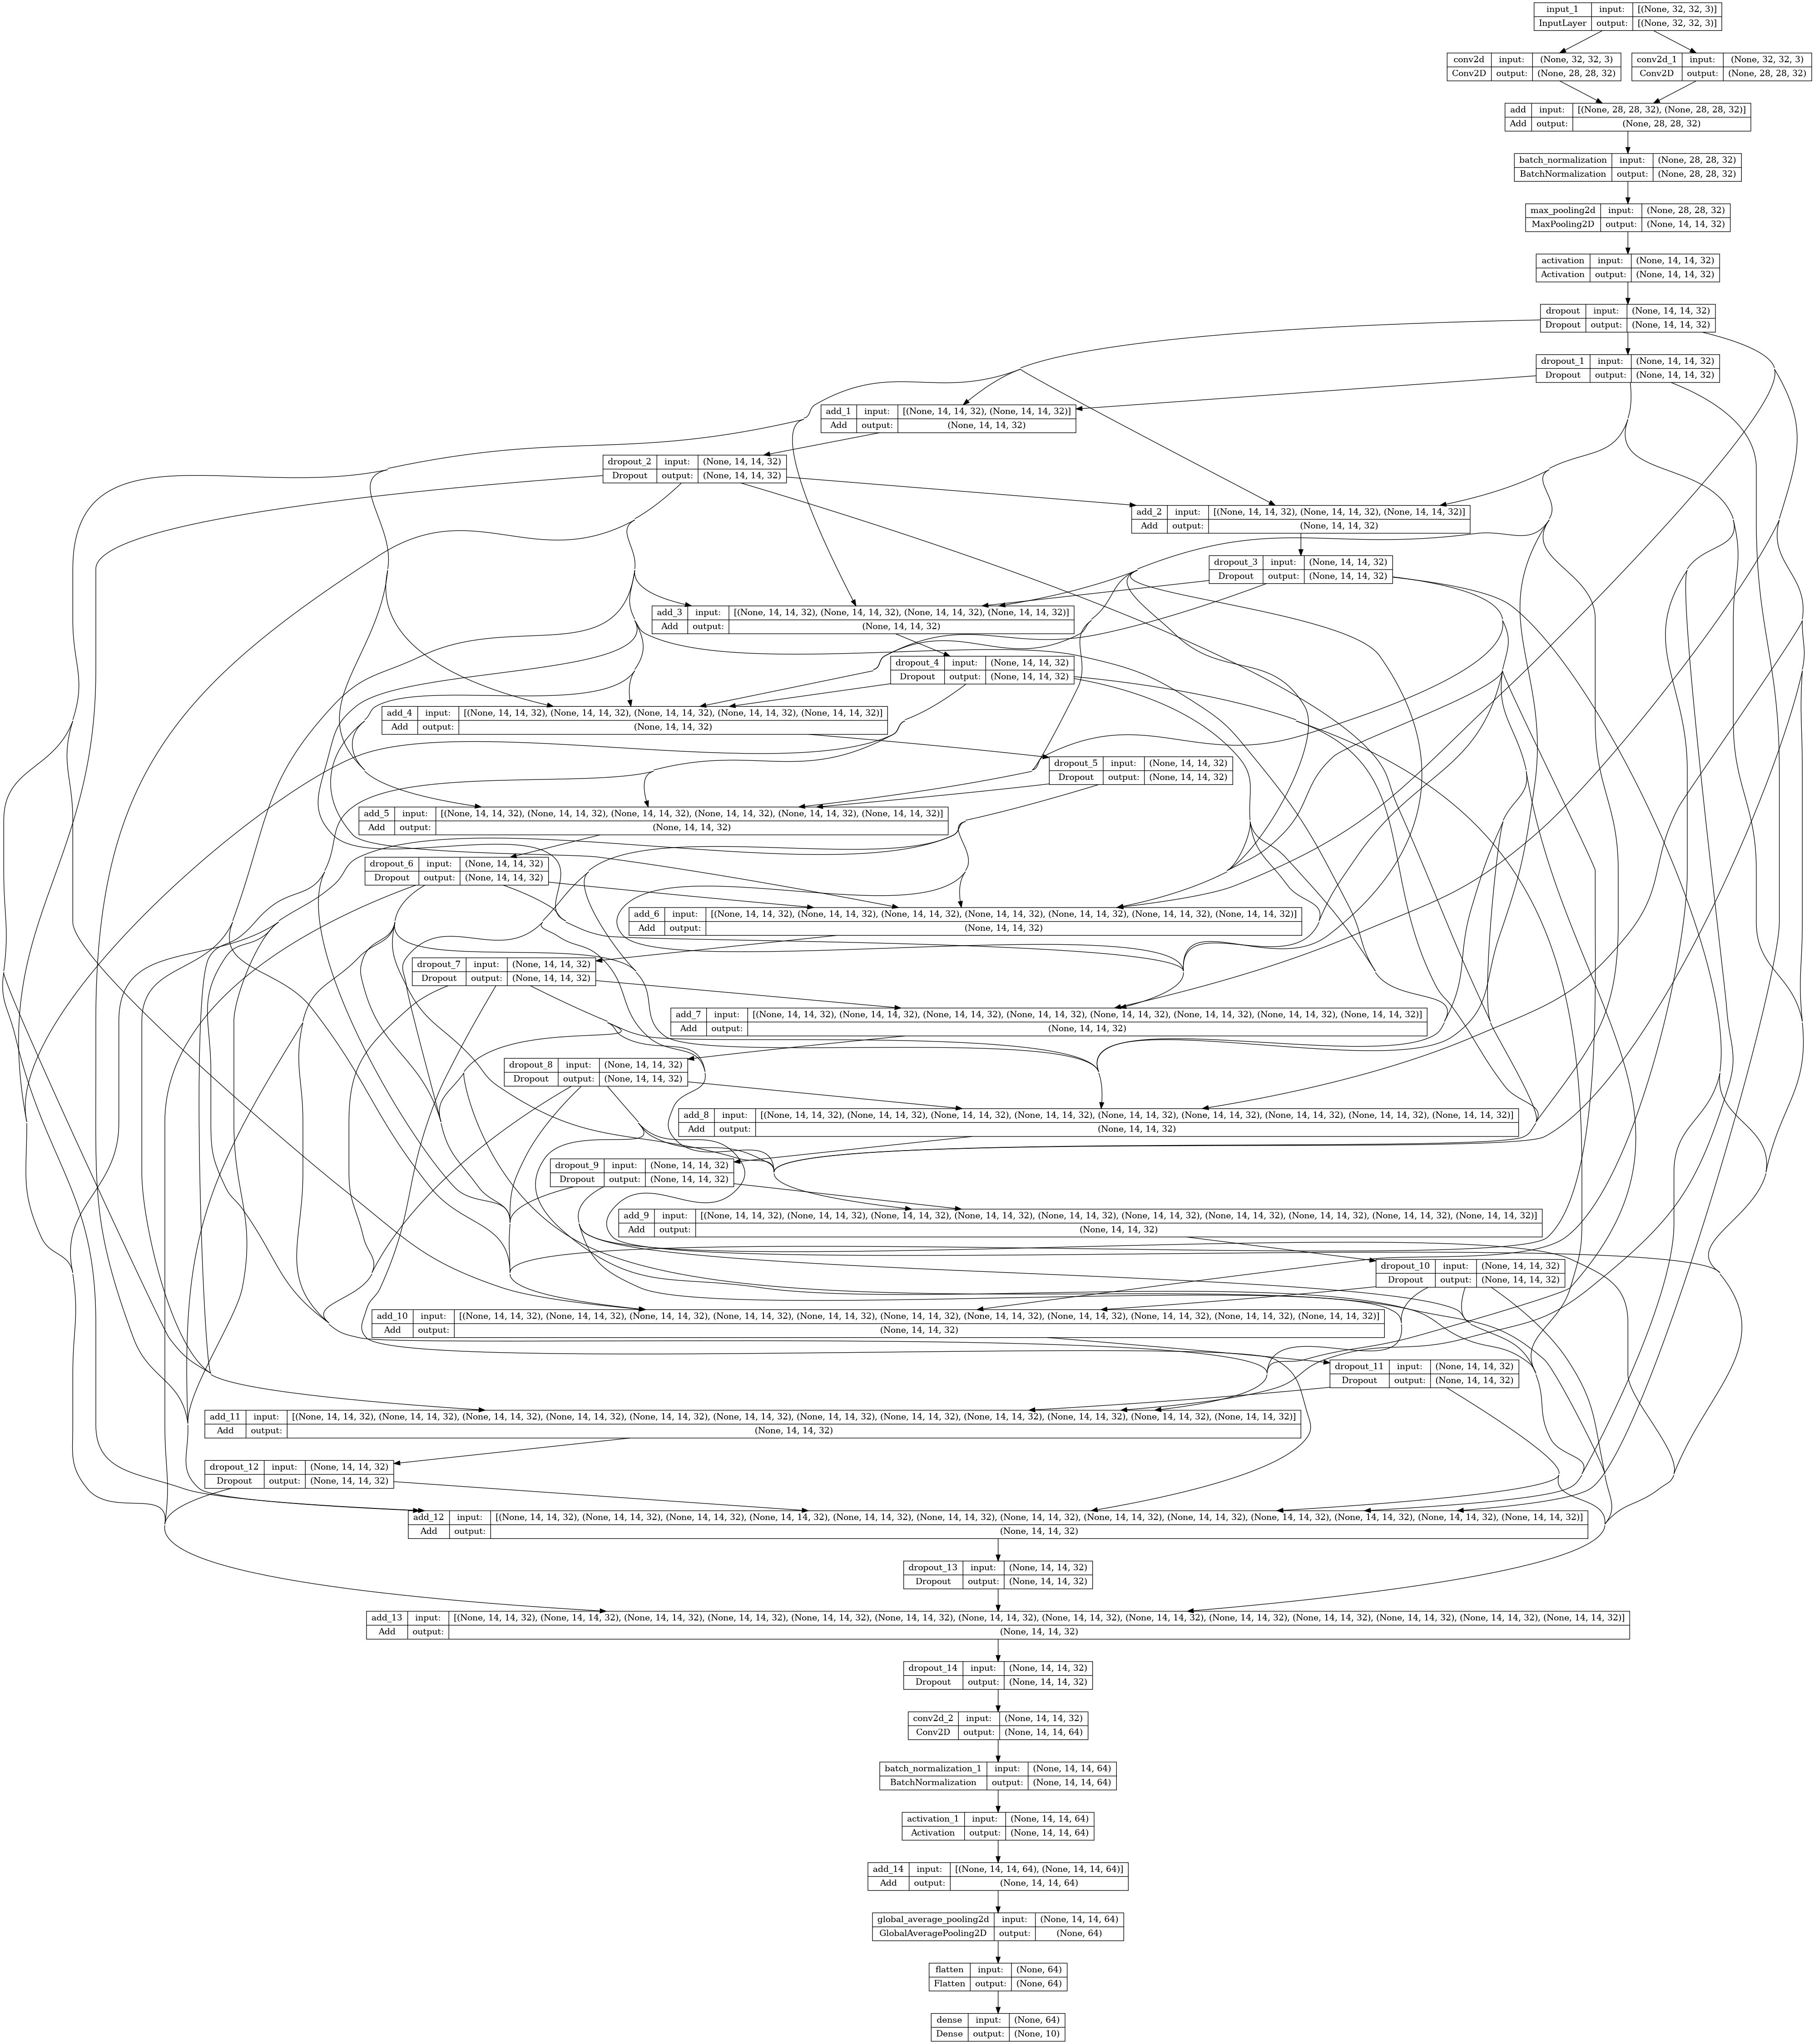 input_1 input: [(None, 32, 32, 3)]
InputLayer output: [(None, 32, 32, 3)]
conv2d input: (None, 32, 32, 3)
Conv2D output: (None, 28, 28, 32)
conv2d_1 input: (None, 32, 32, 3)
Conv2D output: (None, 28, 28, 32)
add input: [(None, 28, 28, 32), (None, 28, 28, 32)]
Add output: (None, 28, 28, 32)
batch_normalization input: (None, 28, 28, 32)
BatchNormalization output: (None, 28, 28, 32)
max_pooling2d input: (None, 28, 28, 32)
MaxPooling2D output: (None, 14, 14, 32)
activation input: (None, 14, 14, 32)
Activation output: (None, 14, 14, 32)
dropout input: (None, 14, 14, 32)
Dropout output: (None, 14, 14, 32)
dropout_1 input: (None, 14, 14, 32)
Dropout output: (None, 14, 14, 32)
add_1 input: [(None, 14, 14, 32), (None, 14, 14, 32)]
Add output: (None, 14, 14, 32)
dropout_2 input: (None, 14, 14, 32)
Dropout output: (None, 14, 14, 32)
add_2 input: [(None, 14, 14, 32), (None, 14, 14, 32), (None, 14, 14, 32)]
Add output: (None, 14, 14, 32)
dropout_3 input: (None, 14, 14, 32)
Dropout output: (None, 14, 14, 32)
add_3 input: [(None, 14, 14, 32), (None, 14, 14, 32), (None, 14, 14, 32), (None, 14, 14, 32)]
Add output: (None, 14, 14, 32)
dropout_4 input: (None, 14, 14, 32)
Dropout output: (None, 14, 14, 32)
add_4 input: [(None, 14, 14, 32), (None, 14, 14, 32), (None, 14, 14, 32), (None, 14, 14, 32), (None, 14, 14, 32)]
Add output: (None, 14, 14, 32)
dropout_5 input: (None, 14, 14, 32)
Dropout output: (None, 14, 14, 32)
add_5 input: [(None, 14, 14, 32), (None, 14, 14, 32), (None, 14, 14, 32), (None, 14, 14, 32), (None, 14, 14, 32), (None, 14, 14, 32)]
Add output: (None, 14, 14, 32)
dropout_6 input: (None, 14, 14, 32)
Dropout output: (None, 14, 14, 32)
add_6 input: [(None, 14, 14, 32), (None, 14, 14, 32), (None, 14, 14, 32), (None, 14, 14, 32), (None, 14, 14, 32), (None, 14, 14, 32), (None, 14, 14, 32)]
Add output: (None, 14, 14, 32)
dropout_7 input: (None, 14, 14, 32)
Dropout output: (None, 14, 14, 32)
add_7 input: [(None, 14, 14, 32), (None, 14, 14, 32), (None, 14, 14, 32), (None, 14, 14, 32), (None, 14, 14, 32), (None, 14, 14, 32), (None, 14, 14, 32), (None, 14, 14, 32)]
Add output: (None, 14, 14, 32)
dropout_8 input: (None, 14, 14, 32)
Dropout output: (None, 14, 14, 32)
add_8 input: [(None, 14, 14, 32), (None, 14, 14, 32), (None, 14, 14, 32), (None, 14, 14, 32), (None, 14, 14, 32), (None, 14, 14, 32), (None, 14, 14, 32), (None, 14, 14, 32), (None, 14, 14, 32)]
Add output: (None, 14, 14, 32)
dropout_9 input: (None, 14, 14, 32)
Dropout output: (None, 14, 14, 32)
add_9 input: [(None, 14, 14, 32), (None, 14, 14, 32), (None, 14, 14, 32), (None, 14, 14, 32), (None, 14, 14, 32), (None, 14, 14, 32), (None, 14, 14, 32), (None, 14, 14, 32), (None, 14, 14, 32), (None, 14, 14, 32)]
Add output: (None, 14, 14, 32)
dropout_10 input: (None, 14, 14, 32)
Dropout output: (None, 14, 14, 32)
add_10 input: [(None, 14, 14, 32), (None, 14, 14, 32), (None, 14, 14, 32), (None, 14, 14, 32), (None, 14, 14, 32), (None, 14, 14, 32), (None, 14, 14, 32), (None, 14, 14, 32), (None, 14, 14, 32), (None, 14, 14, 32), (None, 14, 14, 32)]
Add output: (None, 14, 14, 32)
dropout_11 input: (None, 14, 14, 32)
Dropout output: (None, 14, 14, 32)
add_11 input: [(None, 14, 14, 32), (None, 14, 14, 32), (None, 14, 14, 32), (None, 14, 14, 32), (None, 14, 14, 32), (None, 14, 14, 32), (None, 14, 14, 32), (None, 14, 14, 32), (None, 14, 14, 32), (None, 14, 14, 32), (None, 14, 14, 32), (None, 14, 14, 32)]
Add output: (None, 14, 14, 32)
dropout_12 input: (None, 14, 14, 32)
Dropout output: (None, 14, 14, 32)
add_12 input: [(None, 14, 14, 32), (None, 14, 14, 32), (None, 14, 14, 32), (None, 14, 14, 32), (None, 14, 14, 32), (None, 14, 14, 32), (None, 14, 14, 32), (None, 14, 14, 32), (None, 14, 14, 32), (None, 14, 14, 32), (None, 14, 14, 32), (None, 14, 14, 32), (None, 14, 14, 32)]
Add output: (None, 14, 14, 32)
dropout_13 input: (None, 14, 14, 32)
Dropout output: (None, 14, 14, 32)
add_13 input: [(None, 14, 14, 32), (None, 14, 14, 32), (None, 14, 14, 32), (None, 14, 14, 32), (None, 14, 14, 32), (None, 14, 14, 32), (None, 14, 14, 32), (None, 14, 14, 32), (None, 14, 14, 32), (None, 14, 14, 32), (None, 14, 14, 32), (None, 14, 14, 32), (None, 14, 14, 32), (None, 14, 14, 32)]
Add output: (None, 14, 14, 32)
dropout_14 input: (None, 14, 14, 32)
Dropout output: (None, 14, 14, 32)
conv2d_2 input: (None, 14, 14, 32)
Conv2D output: (None, 14, 14, 64)
batch_normalization_1 input: (None, 14, 14, 64)
BatchNormalization output: (None, 14, 14, 64)
activation_1 input: (None, 14, 14, 64)
Activation output: (None, 14, 14, 64)
add_14 input: [(None, 14, 14, 64), (None, 14, 14, 64)]
Add output: (None, 14, 14, 64)
global_average_pooling2d input: (None, 14, 14, 64)
GlobalAveragePooling2D output: (None, 64)
flatten input: (None, 64)
Flatten output: (None, 64)
dense input: (None, 64)
Dense output: (None, 10)